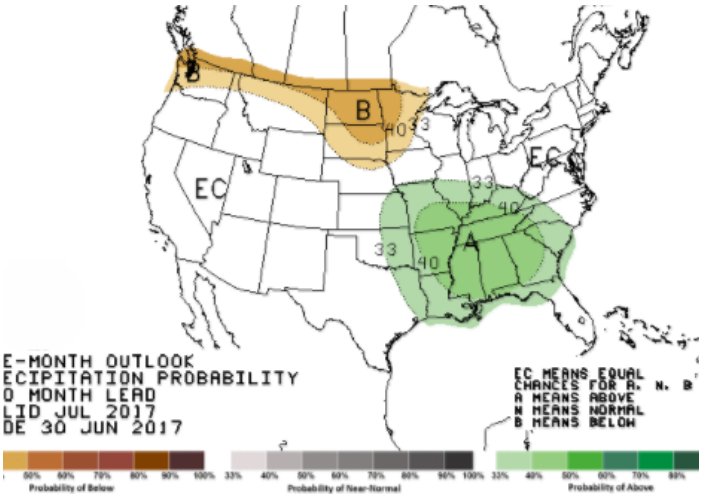 B
B
40
33
EC
EC
33
40
A
33
40
E-MONTH OUTLOOK
ECIPITATION PROBABILITY
0 MONTH LEAD
LID JUL 2017
DE 30 JUN 2017
EC MEANS EQUAL
CHANCES FOR A, N, B
A MEANS ABOVE
N MEANS NORMAL
B MEANS BELOW
50% 60% 70% 80% 90% 100%
Probability of Below
33% 40% 50% 60% 70% 80% 90% 100%
Probability of Near-Normal
33% 40% 50% 60% 70% 80%
Probability of Above